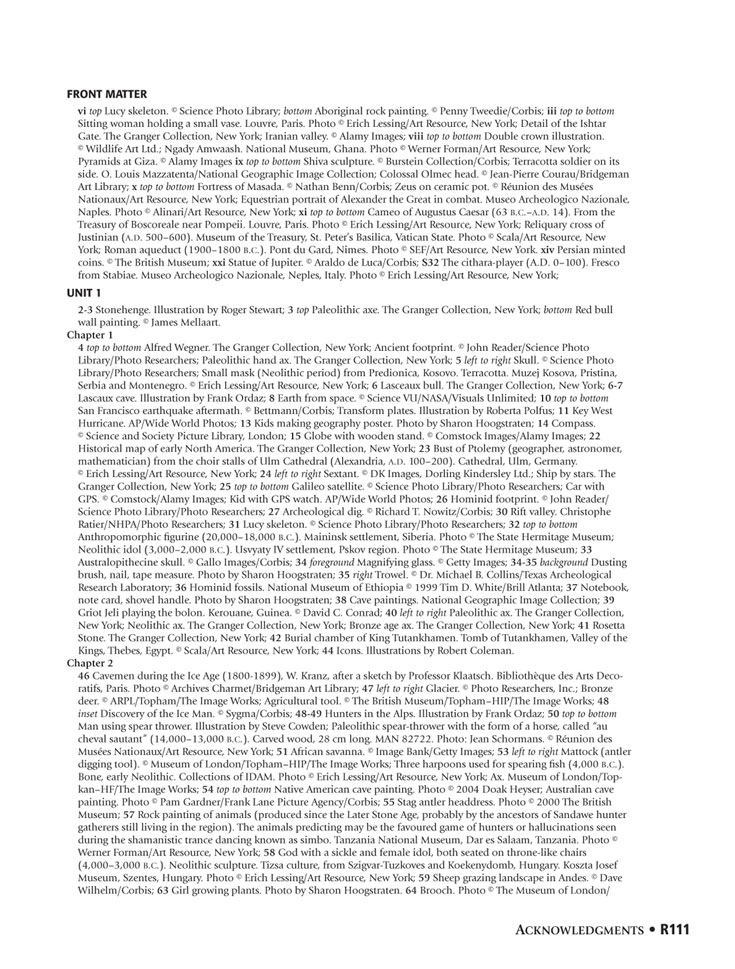 FRONT MATTER
vi top Lucy skeleton. © Science Photo Library; bottom Aboriginal rock painting. © Penny Tweedie/Corbis; iii top to bottom
Sitting woman holding a small vase. Louvre, Paris. Photo © Erich Lessing/Art Resource, New York; Detail of the Ishtar
Gate. The Granger Collection, New York; Iranian valley. © Alamy Images; viii top to bottom Double crown illustration.
© Wildlife Art Ltd.; Ngady Amwaash. National Museum, Ghana. Photo © Werner Forman/Art Resource, New York;
Pyramids at Giza. © Alamy Images ix top to bottom Shiva sculpture. © Burstein Collection/Corbis; Terracotta soldier on its
side. O. Louis Mazzatenta/National Geographic Image Collection; Colossal Olmec head. © Jean-Pierre Courau/Bridgeman
Art Library; x top to bottom Fortress of Masada. © Nathan Benn/Corbis; Zeus on ceramic pot. © Réunion des Musées
Nationaux/Art Resource, New York; Equestrian portrait of Alexander the Great in combat. Museo Archeologico Nazionale,
Naples. Photo © Alinari/Art Resource, New York; xi top to bottom Cameo of Augustus Caesar (63 B.C.–A.D. 14). From the
Treasury of Boscoreale near Pompeii. Louvre, Paris. Photo © Erich Lessing/Art Resource, New York; Reliquary cross of
Justinian (A.D. 500–600). Museum of the Treasury, St. Peter's Basilica, Vatican State. Photo © Scala/Art Resource, New
York; Roman aqueduct (1900–1800 B.C.). Pont du Gard, Nimes. Photo © SEF/Art Resource, New York. xiv Persian minted
coins. © The British Museum; xxi Statue of Jupiter. © Araldo de Luca/Corbis; S32 The cithara-player (A.D. 0–100). Fresco
from Stabiae. Museo Archeologico Nazionale, Neples, Italy. Photo © Erich Lessing/Art Resource, New York;
UNIT 1
2-3 Stonehenge. Illustration by Roger Stewart; 3 top Paleolithic axe. The Granger Collection, New York; bottom Red bull
wall painting. © James Mellaart.
Chapter 1
4 top to bottom Alfred Wegner. The Granger Collection, New York; Ancient footprint. © John Reader/Science Photo
Library/Photo Researchers; Paleolithic hand ax. The Granger Collection, New York; 5 left to right Skull. © Science Photo
Library/Photo Researchers; Small mask (Neolithic period) from Predionica, Kosovo. Terracotta. Muzej Kosova, Pristina,
Serbia and Montenegro. © Erich Lessing/Art Resource, New York; 6 Lasceaux bull. The Granger Collection, New York; 6-7
Lascaux cave. Illustration by Frank Ordaz; 8 Earth from space. © Science VU/NASA/Visuals Unlimited; 10 top to bottom
San Francisco earthquake aftermath. © Bettmann/Corbis; Transform plates. Illustration by Roberta Polfus; 11 Key West
Hurricane. AP/Wide World Photos; 13 Kids making geography poster. Photo by Sharon Hoogstraten; 14 Compass.
© Science and Society Picture Library, London; 15 Globe with wooden stand. © Comstock Images/Alamy Images; 22
Historical map of early North America. The Granger Collection, New York; 23 Bust of Ptolemy (geographer, astronomer,
mathematician) from the choir stalls of Ulm Cathedral (Alexandria, A.D. 100–200). Cathedral, Ulm, Germany.
© Erich Lessing/Art Resource, New York; 24 left to right Sextant. © DK Images, Dorling Kindersley Ltd.; Ship by stars. The
Granger Collection, New York; 25 top to bottom Galileo satellite. © Science Photo Library/Photo Researchers; Car with
GPS. © Comstock/Alamy Images; Kid with GPS watch. AP/Wide World Photos; 26 Hominid footprint. © John Reader/
Science Photo Library/Photo Researchers; 27 Archeological dig. © Richard T. Nowitz/Corbis; 30 Rift valley. Christophe
Ratier/NHPA/Photo Researchers; 31 Lucy skeleton. © Science Photo Library/Photo Researchers; 32 top to bottom
Anthropomorphic figurine (20,000–18,000 B.C.). Maininsk settlement, Siberia. Photo © The State Hermitage Museum;
Neolithic idol (3,000–2,000 B.C.). Usvyaty IV settlement, Pskov region. Photo © The State Hermitage Museum; 33
Australopithecine skull. © Gallo Images/Corbis; 34 foreground Magnifying glass. © Getty Images; 34-35 background Dusting
brush, nail, tape measure. Photo by Sharon Hoogstraten; 35 right Trowel. © Dr. Michael B. Collins/Texas Archeological
Research Laboratory; 36 Hominid fossils. National Museum of Ethiopia © 1999 Tim D. White/Brill Atlanta; 37 Notebook,
note card, shovel handle. Photo by Sharon Hoogstraten; 38 Cave paintings. National Geographic Image Collection; 39
Griot Jeli playing the bolon. Kerouane, Guinea. © David C. Conrad; 40 left to right Paleolithic ax. The Granger Collection,
New York; Neolithic ax. The Granger Collection, New York; Bronze age ax. The Granger Collection, New York; 41 Rosetta
Stone. The Granger Collection, New York; 42 Burial chamber of King Tutankhamen. Tomb of Tutankhamen, Valley of the
Kings, Thebes, Egypt. © Scala/Art Resource, New York; 44 Icons. Illustrations by Robert Coleman.
Chapter 2
46 Cavemen during the Ice Age (1800-1899), W. Kranz, after a sketch by Professor Klaatsch. Bibliothèque des Arts Deco-
ratifs, Paris. Photo © Archives Charmet/Bridgeman Art Library; 47 left to right Glacier. © Photo Researchers, Inc.; Bronze
deer. © ARPL/Topham/The Image Works; Agricultural tool. © The British Museum/Topham–HIP/The Image Works; 48
inset Discovery of the Ice Man. © Sygma/Corbis; 48-49 Hunters in the Alps. Illustration by Frank Ordaz; 50 top to bottom
Man using spear thrower. Illustration by Steve Cowden; Paleolithic spear-thrower with the form of a horse, called "au
cheval sautant" (14,000–13,000 B.C.). Carved wood, 28 cm long. MAN 82722. Photo: Jean Schormans. © Réunion des
Musées Nationaux/Art Resource, New York; 51 African savanna. © Image Bank/Getty Images; 53 left to right Mattock (antler
digging tool). © Museum of London/Topham–HIP/The Image Works; Three harpoons used for spearing fish (4,000 B.C.).
Bone, early Neolithic. Collections of IDAM. Photo © Erich Lessing/Art Resource, New York; Ax. Museum of London/Top-
kan–HF/The Image Works; 54 top to bottom Native American cave painting. Photo © 2004 Doak Heyser; Australian cave
painting. Photo © Pam Gardner/Frank Lane Picture Agency/Corbis; 55 Stag antler headdress. Photo © 2000 The British
Museum; 57 Rock painting of animals (produced since the Later Stone Age, probably by the ancestors of Sandawe hunter
gatherers still living in the region). The animals predicting may be the favoured game of hunters or hallucinations seen
during the shamanistic trance dancing known as simbo. Tanzania National Museum, Dar es Salaam, Tanzania. Photo ©
Werner Forman/Art Resource, New York; 58 God with a sickle and female idol, both seated on throne-like chairs
(4,000–3,000 B.C.). Neolithic sculpture. Tizsa culture, from Szigvar-Tuzkoves and Koekenydomb, Hungary. Koszta Josef
Museum, Szentes, Hungary. Photo © Erich Lessing/Art Resource, New York; 59 Sheep grazing landscape in Andes. © Dave
Wilhelm/Corbis; 63 Girl growing plants. Photo by Sharon Hoogstraten. 64 Brooch. Photo © The Museum of London/
ACKNOWLEDGMENTS • R111